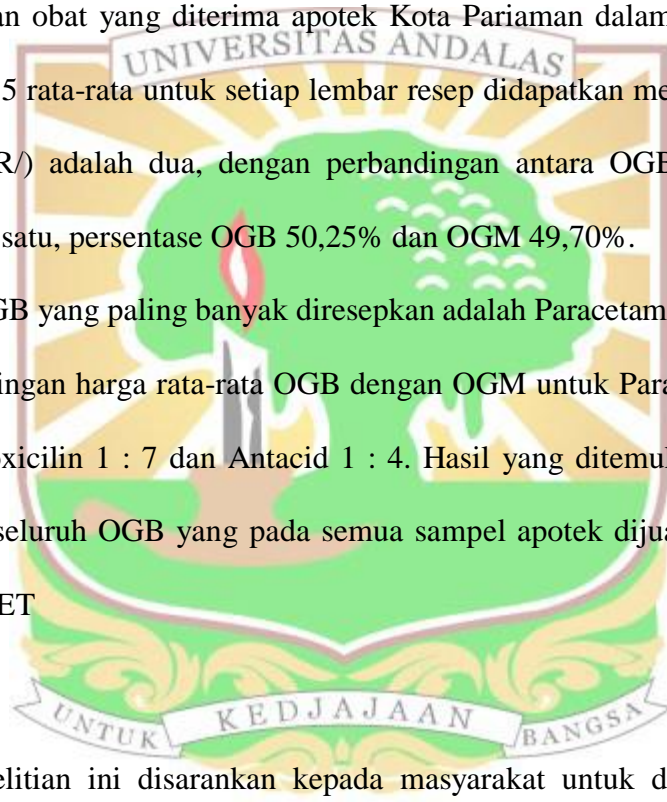 an obat yang diterima apotek Kota Pariaman dalam
UNIVERSITAS ANDALAS
5 rata-rata untuk setiap lembar resep didapatkan me
R/) adalah dua, dengan perbandingan antara OGB
satu, persentase OGB 50,25% dan OGM 49,70%.
GB yang paling banyak diresepkan adalah Paracetam
ingan harga rata-rata OGB dengan OGM untuk Para
oxicilin 1 : 7 dan Antacid 1 : 4. Hasil yang ditemul
seluruh OGB yang pada semua sampel apotek dijua
ET
UNTUK KEDJAJAAN BANGSA
elitian ini disarankan kepada masyarakat untuk d